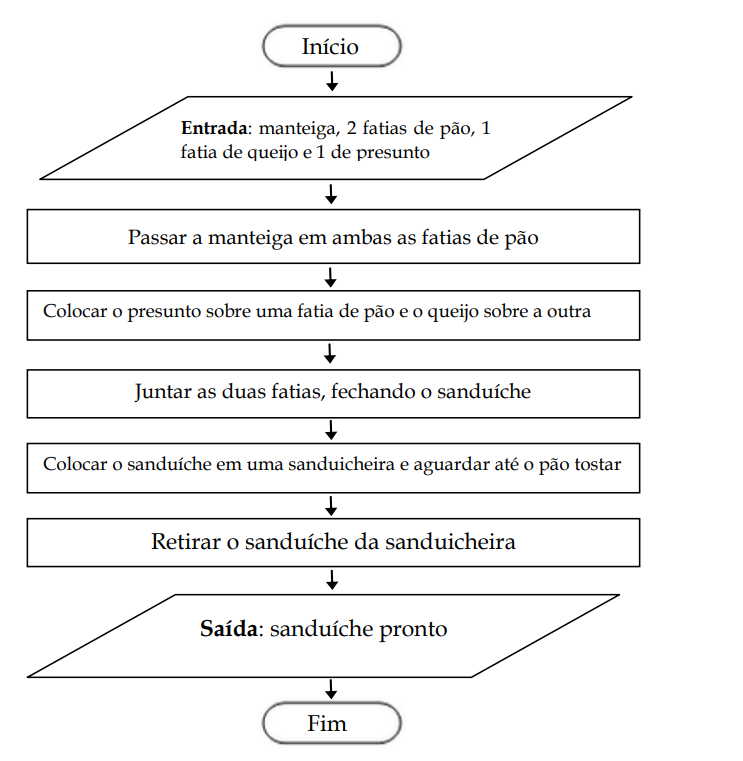 Início
Entrada: manteiga, 2 fatias de pão, 1
fatia de queijo e 1 de presunto
Passar a manteiga em ambas as fatias de pão
Colocar o presunto sobre uma fatia de pão e o queijo sobre a outra
Juntar as duas fatias, fechando o sanduíche
Colocar o sanduíche em uma sanduicheira e aguardar até o pão tostar
Retirar o sanduíche da sanduicheira
Saída: sanduíche pronto
Fim